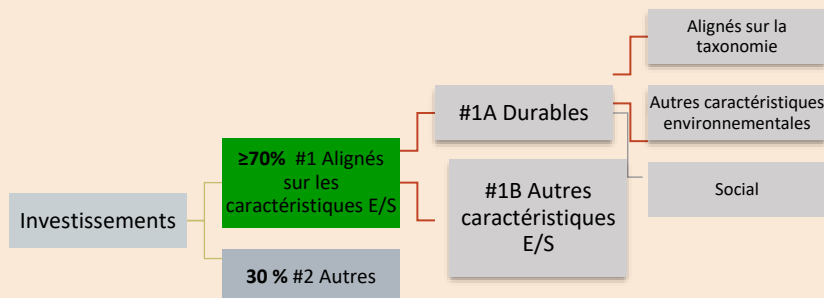 Investissements
≥70% #1 Alignés
sur les
caractéristiques E/S
30 % #2 Autres
#1A Durables
#1B Autres
caractéristiques
E/S
Alignés sur la
taxonomie
Autres caractéristiques
environnementales
Social